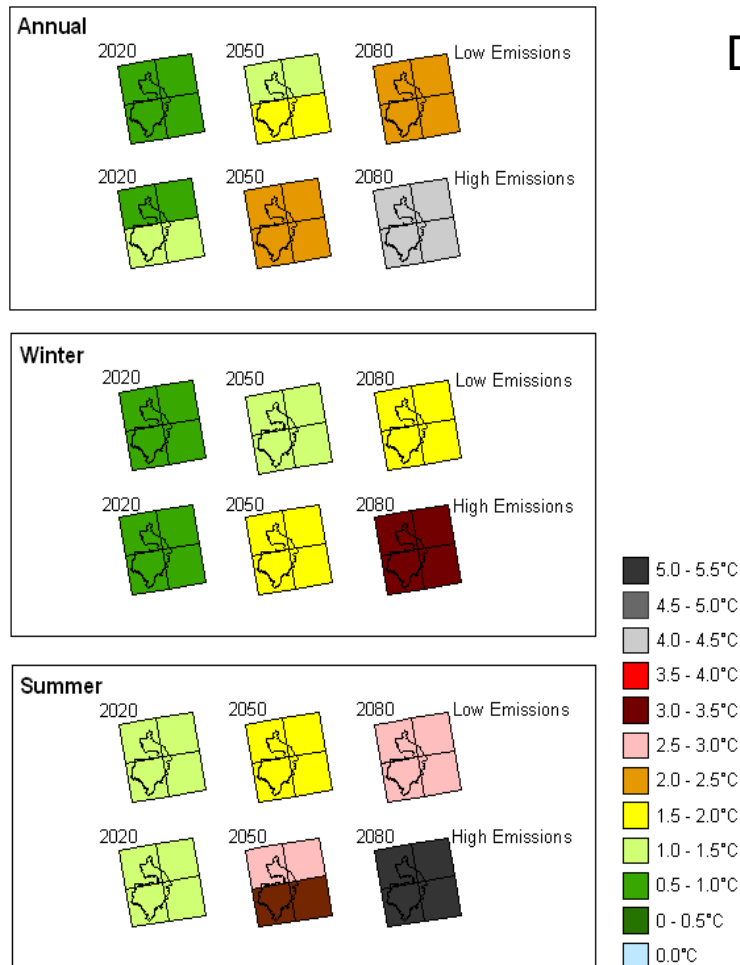 Annual
2020 2050 2080 Low Emissions
2020 2050 2080 High Emissions
Winter
2020 2050 2080 Low Emissions
2020 2050 2080 High Emissions
Summer
2020 2050 2080 Low Emissions
2020 2050 2080 High Emissions
5.0 - 5.5°C
4.5 - 5.0°C
4.0 - 4.5°C
3.5 - 4.0°C
3.0 - 3.5°C
2.5 - 3.0°C
2.0 - 2.5°C
1.5 - 2.0°C
1.0 - 1.5°C
0.5 - 1.0°C
0 - 0.5°C
0.0°C